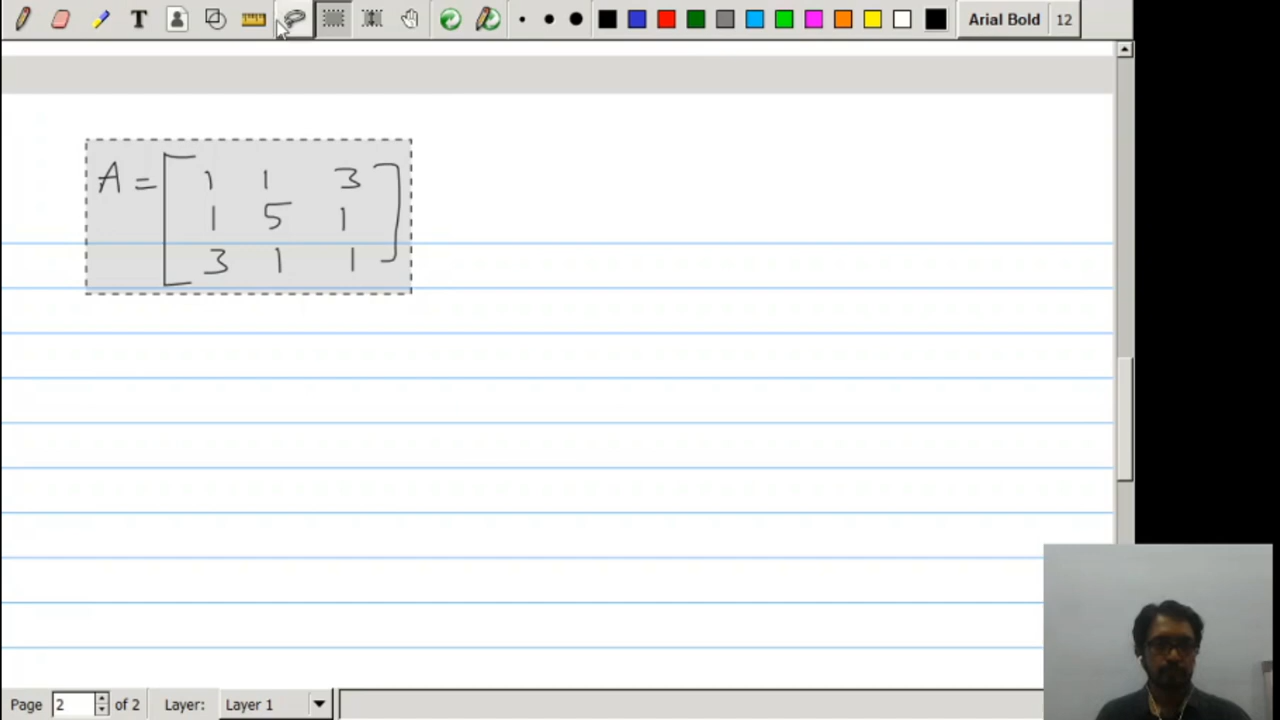 T Arial Bold 12
A = [ 1 1 3
1 5 1
3 1 1 ]
Page 2 of 2 Layer: Layer 1